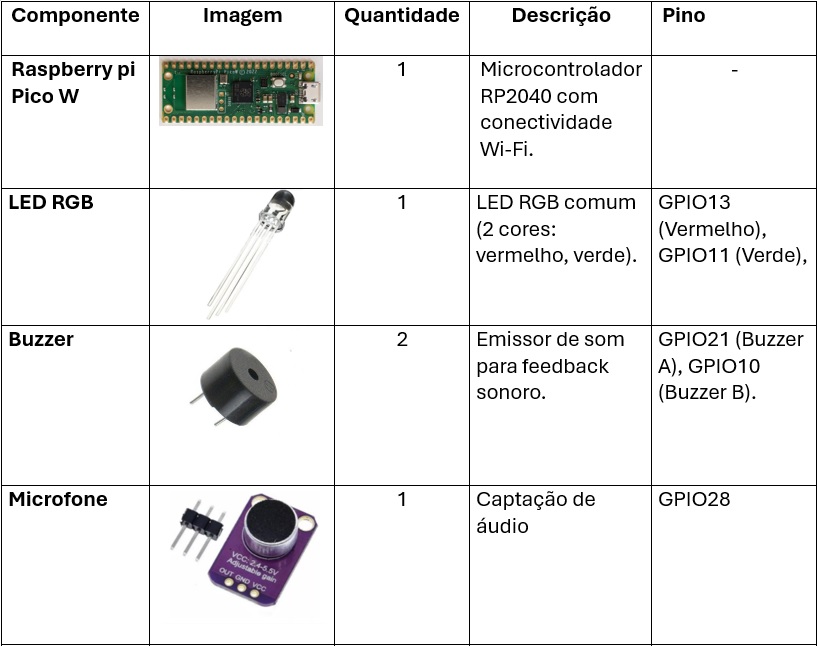 Componente Imagem Quantidade Descrição Pino
Raspberry pi
Pico W
1
Microcontrolador
RP2040 com
conectividade
Wi-Fi.
-
LED RGB
1
LED RGB comum
(2 cores:
vermelho, verde).
GPIO13
(Vermelho),
GPIO11 (Verde),
Buzzer
2
Emissor de som
para feedback
sonoro.
GPIO21 (Buzzer
A), GPIO10
(Buzzer B).
Microfone
VCC: 2.4-5.5V
Adjustable gain
OUT GND VCC
1
Captação de
áudio
GPIO28